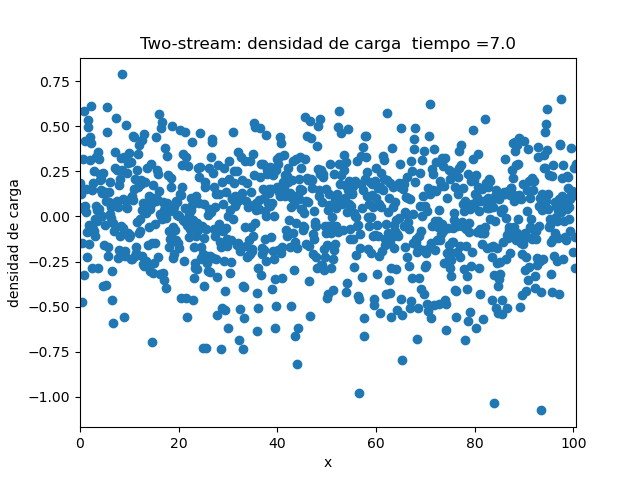 Two-stream: densidad de carga  tiempo =7.0
densidad de carga
0.75
0.50
0.25
0.00
−0.25
−0.50
−0.75
−1.00
0 20 40 60 80 100
x